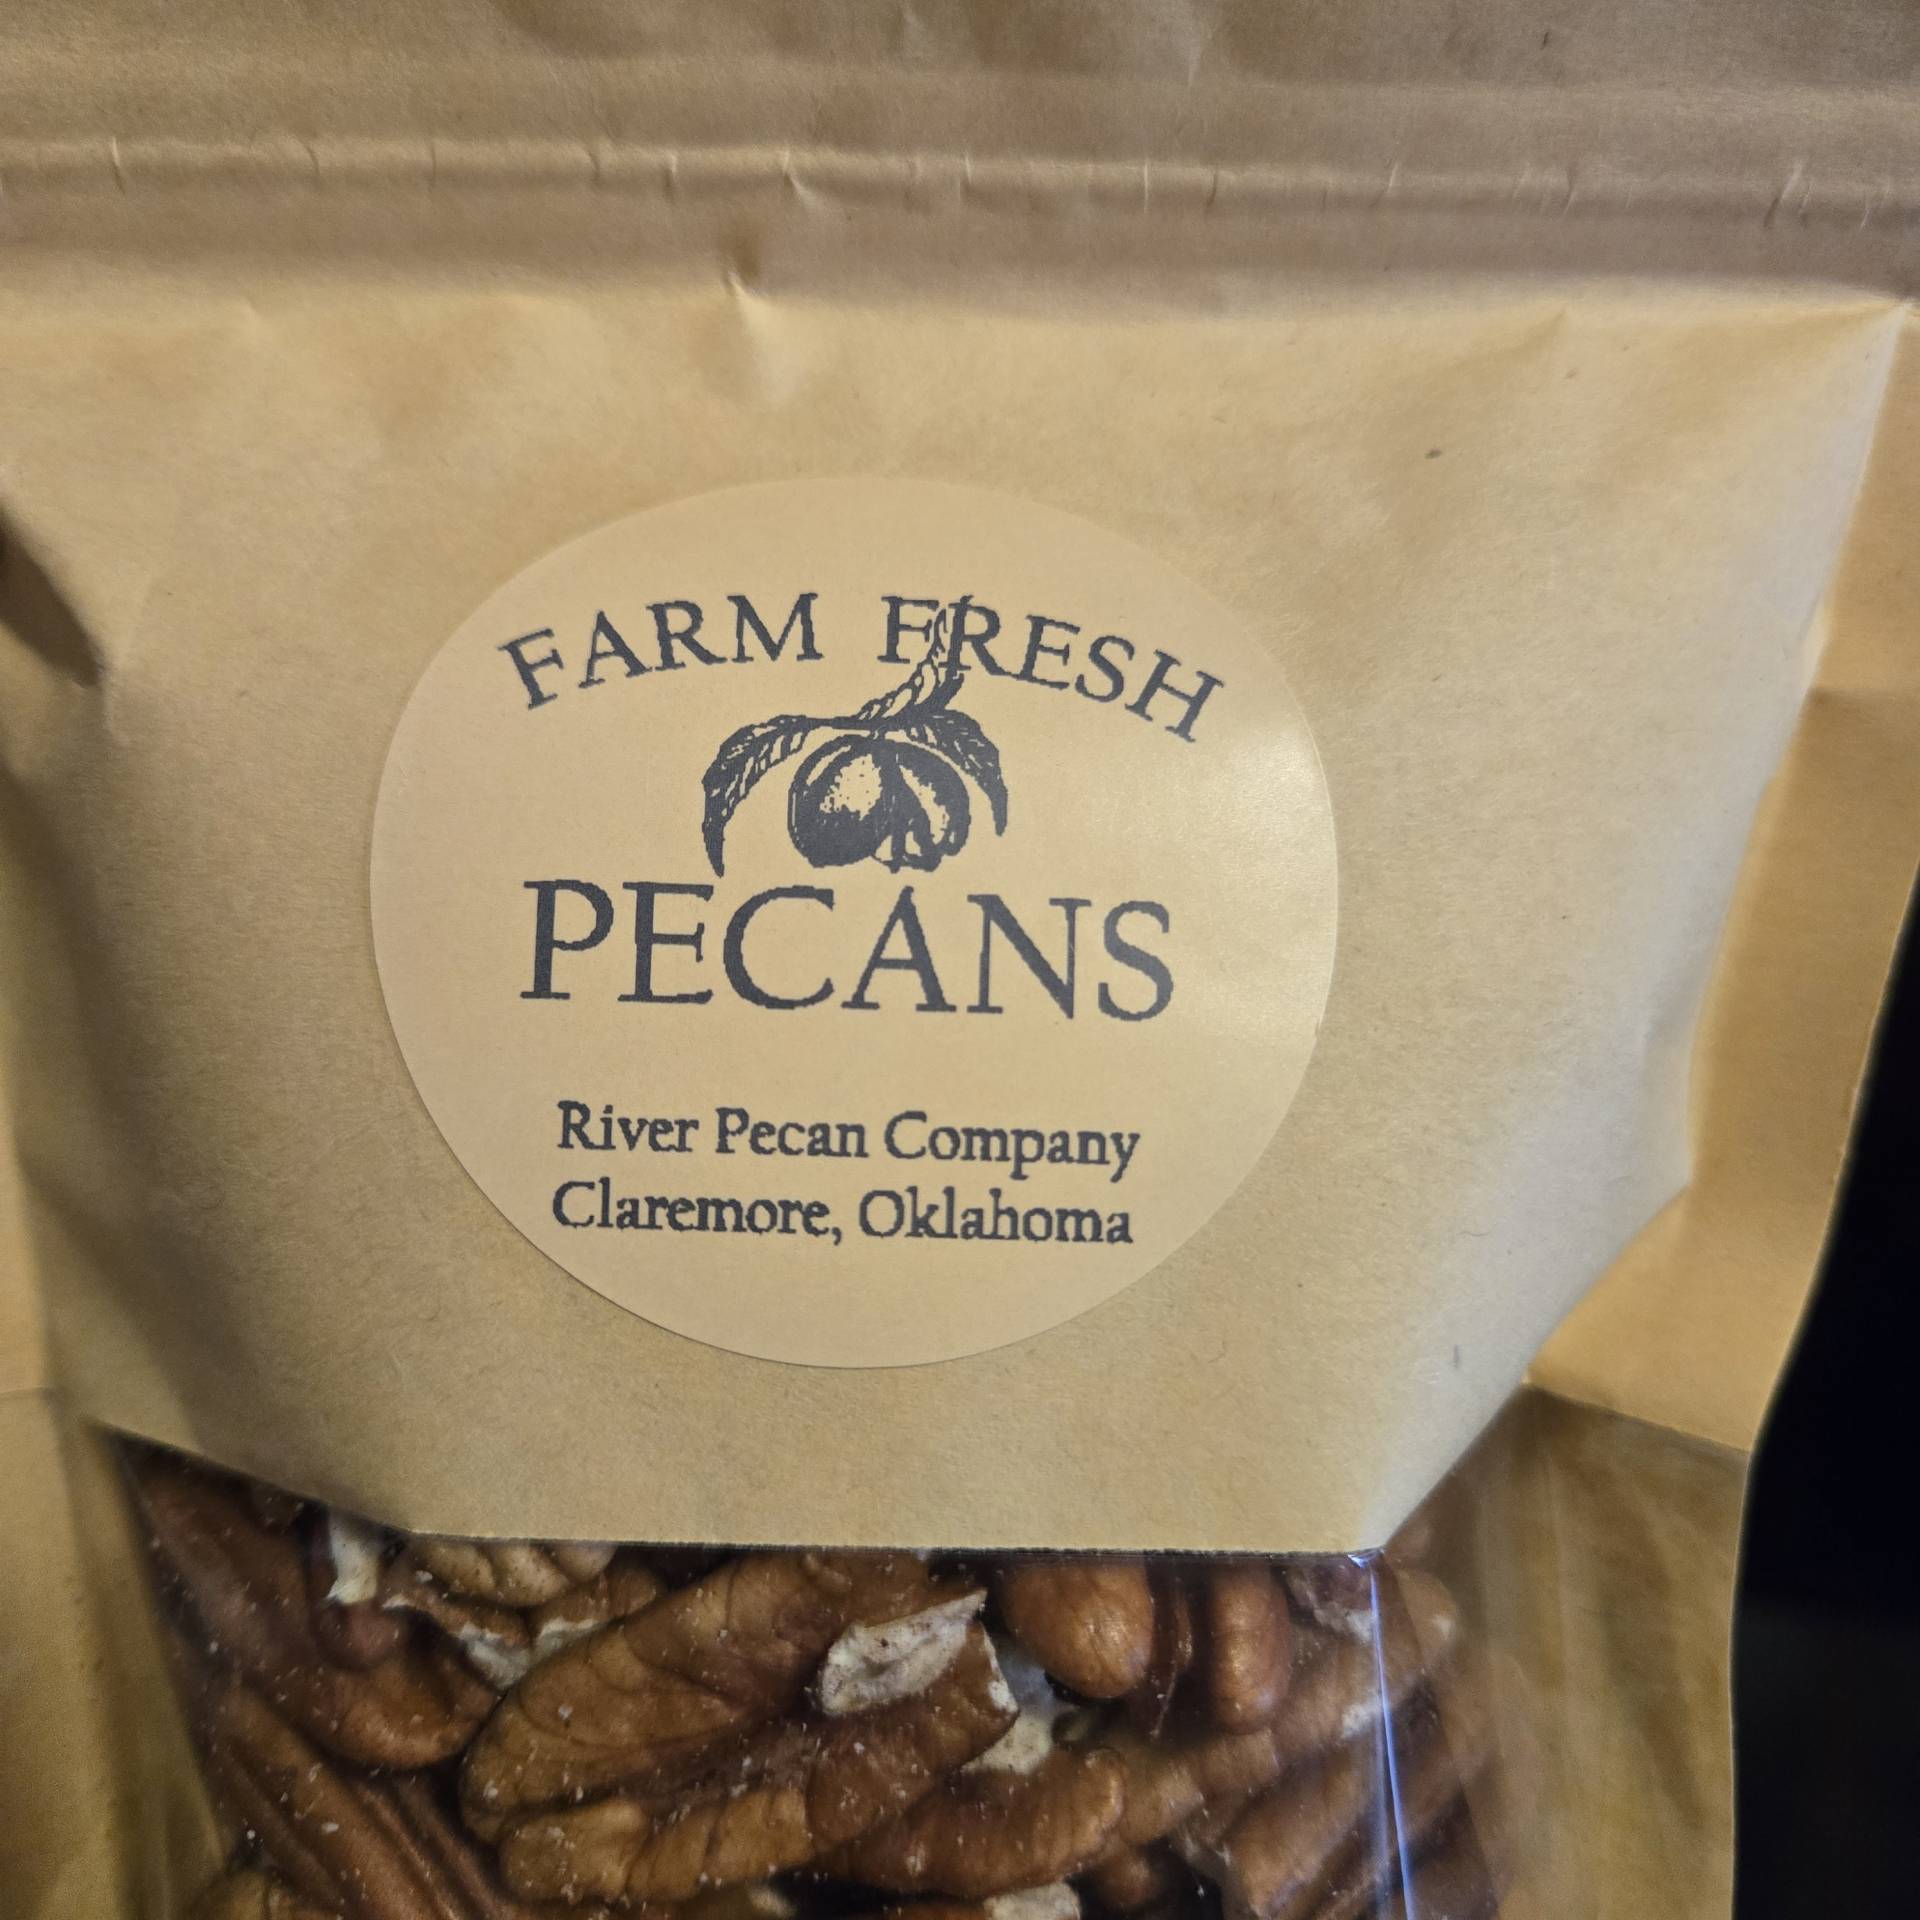 FARM FRESH
PECANS
River Pecan Company
Claremore, Oklahoma